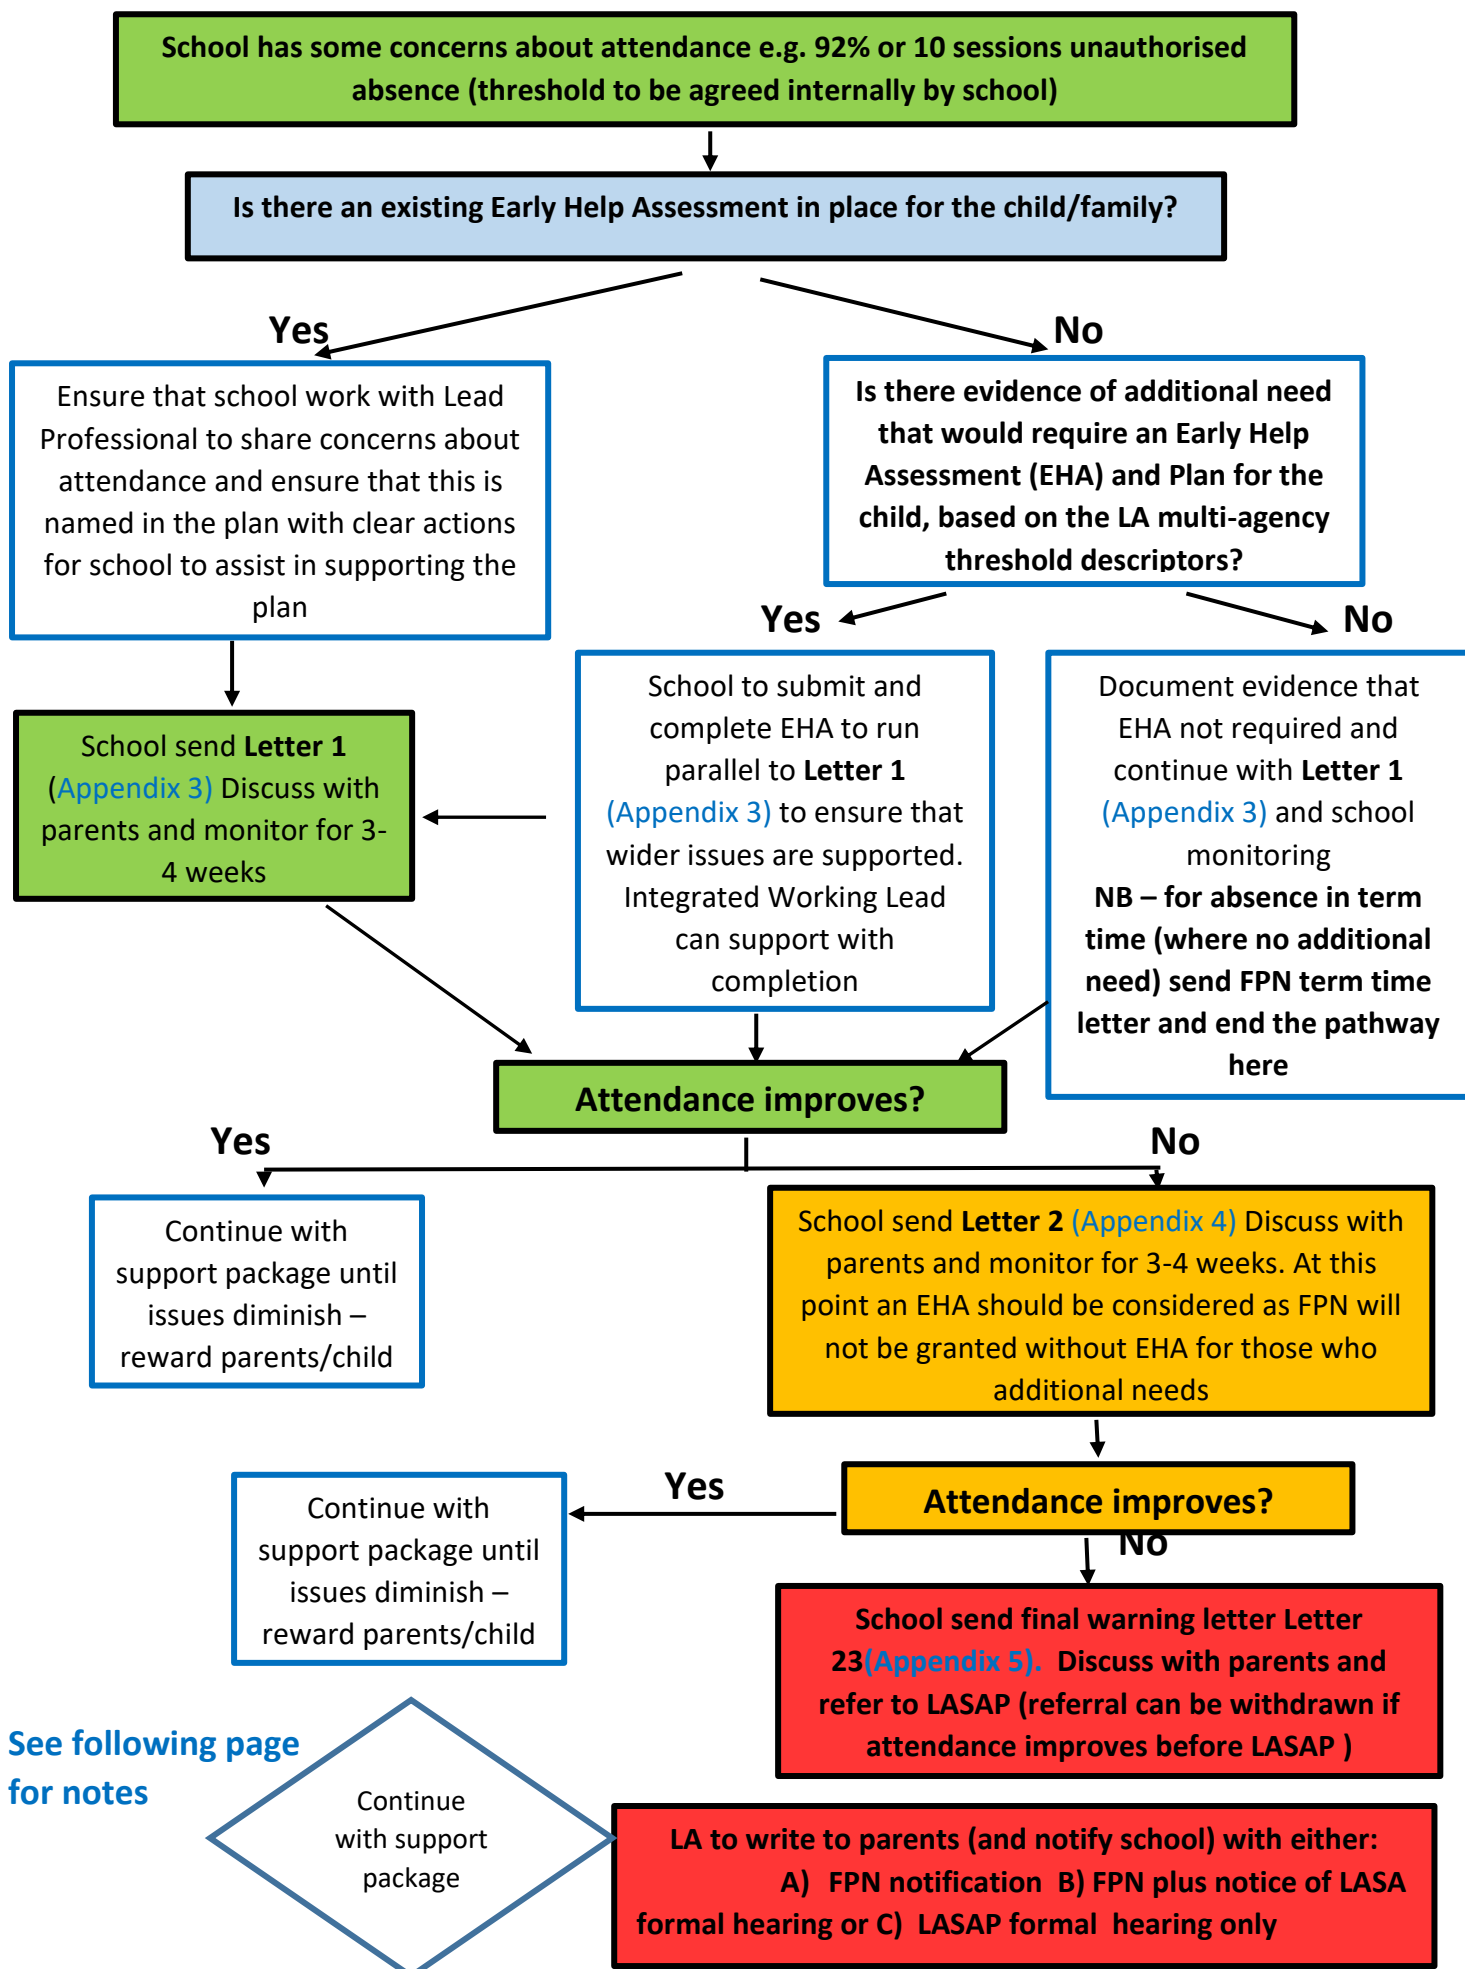 School has some concerns about attendance e.g. 92% or 10 sessions unauthorised
absence (threshold to be agreed internally by school)
Is there an existing Early Help Assessment in place for the child/family?
Yes
No
Ensure that school work with Lead
Professional to share concerns about
attendance and ensure that this is
named in the plan with clear actions
for school to assist in supporting the
plan
Is there evidence of additional need
that would require an Early Help
Assessment (EHA) and Plan for the
child, based on the LA multi-agency
threshold descriptors?
Yes
No
School send Letter 1
(Appendix 3) Discuss with
parents and monitor for 3-
4 weeks
School to submit and
complete EHA to run
parallel to Letter 1
(Appendix 3) to ensure that
wider issues are supported.
Integrated Working Lead
can support with
completion
Document evidence that
EHA not required and
continue with Letter 1
(Appendix 3) and school
monitoring
NB – for absence in term
time (where no additional
need) send FPN term time
letter and end the pathway
here
Attendance improves?
Yes
No
Continue with
support package until
issues diminish –
reward parents/child
School send Letter 2 (Appendix 4) Discuss with
parents and monitor for 3-4 weeks. At this
point an EHA should be considered as FPN will
not be granted without EHA for those who
additional needs
Attendance improves?
Yes
No
Continue with
support package until
issues diminish –
reward parents/child
School send final warning letter Letter
23(Appendix 5). Discuss with parents and
refer to LASAP (referral can be withdrawn if
attendance improves before LASAP )
See following page
for notes
Continue
with support
package
LA to write to parents (and notify school) with either:
A) FPN notification B) FPN plus notice of LASA
formal hearing or C) LASAP formal hearing only